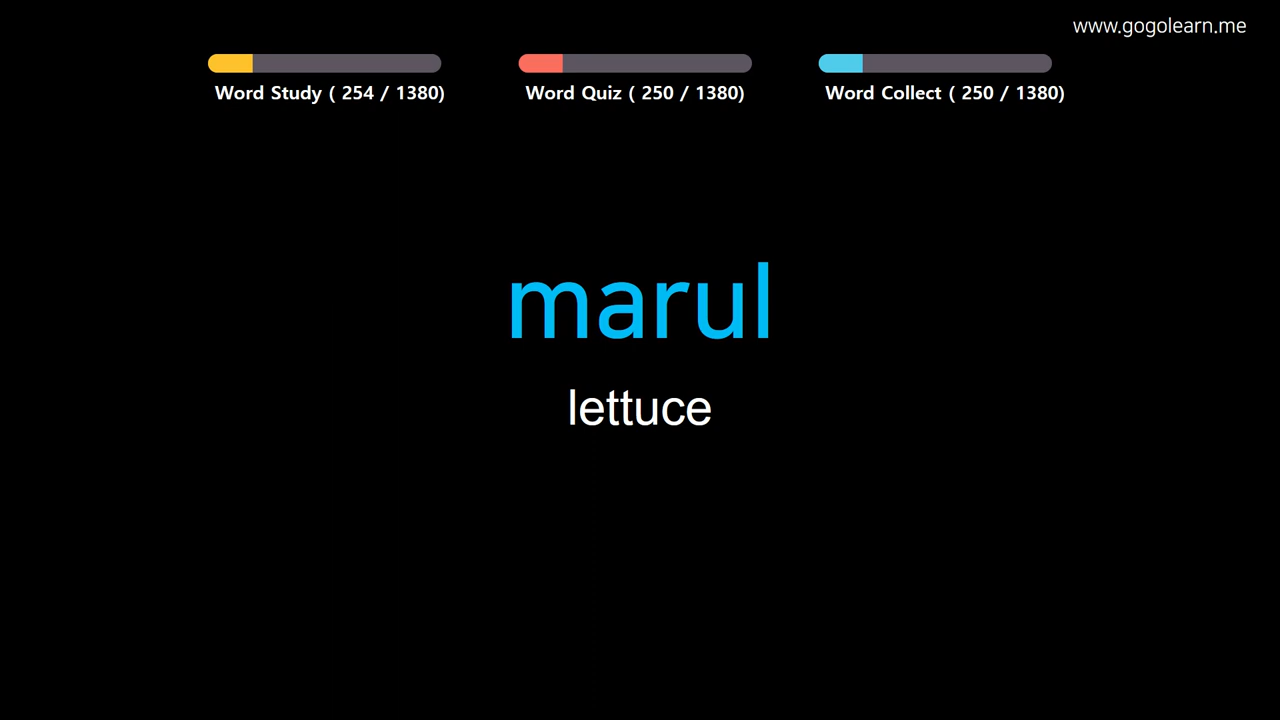 www.gogolearn.me
Word Study ( 254 / 1380)
Word Quiz ( 250 / 1380)
Word Collect ( 250 / 1380)
marul
lettuce